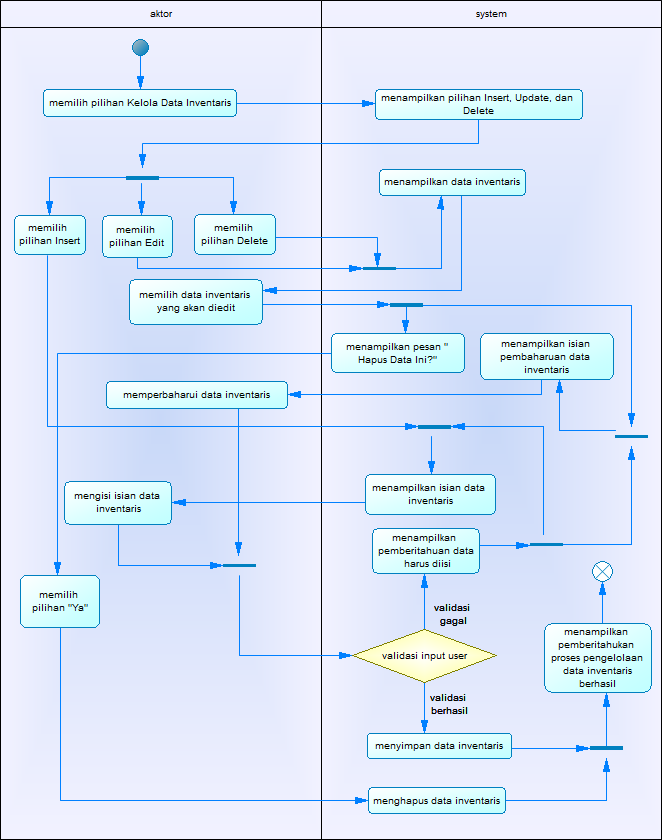 aktor
system
memilih pilihan Kelola Data Inventaris
menampilkan pilihan Insert, Update, dan
Delete
menampilkan data inventaris
memilih
pilihan Insert
memilih
pilihan Edit
memilih
pilihan Delete
memilih data inventaris
yang akan diedit
menampilkan pesan "
Hapus Data Ini?"
menampilkan isian
pembaharuan data
inventaris
memperbaharui data inventaris
mengisi isian data
inventaris
menampilkan isian data
inventaris
menampilkan
pemberitahuan data
harus diisi
memilih
pilihan "Ya"
validasi
gagal
validasi input user
menampilkan
pemberitahukan
proses pengelolaan
data inventaris
berhasil
validasi
berhasil
menyimpan data inventaris
menghapus data inventaris